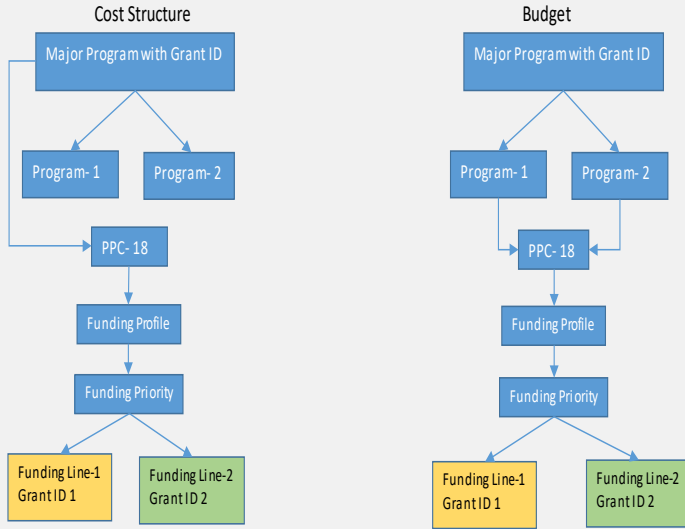 Cost Structure
Major Program with Grant ID
Program- 1
Program- 2
PPC- 18
Funding Profile
Funding Priority
Funding Line-1
Grant ID 1
Funding Line-2
Grant ID 2
Budget
Major Program with Grant ID
Program- 1
Program- 2
PPC- 18
Funding Profile
Funding Priority
Funding Line-1
Grant ID 1
Funding Line-2
Grant ID 2